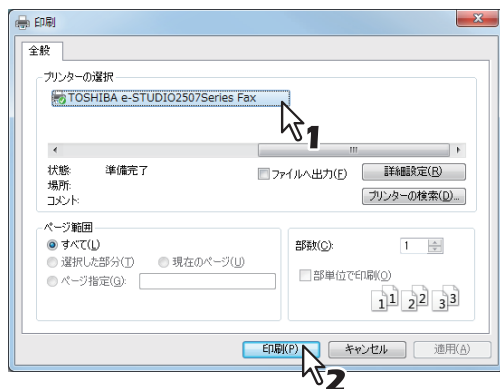 印刷
全般
プリンターの選択
TOSHIBA e-STUDIO2507Series Fax
1
状態: 準備完了
場所:
コメント:
ファイルへ出力(F)
詳細設定(R)
プリンターの検索(D)...
ページ範囲
すべて(L)
選択した部分(T) 現在のページ(U)
ページ指定(G):
部数(C): 1
部単位で印刷(O)
1 1 2 2 3 3
印刷(P) キャンセル 適用(A)
2